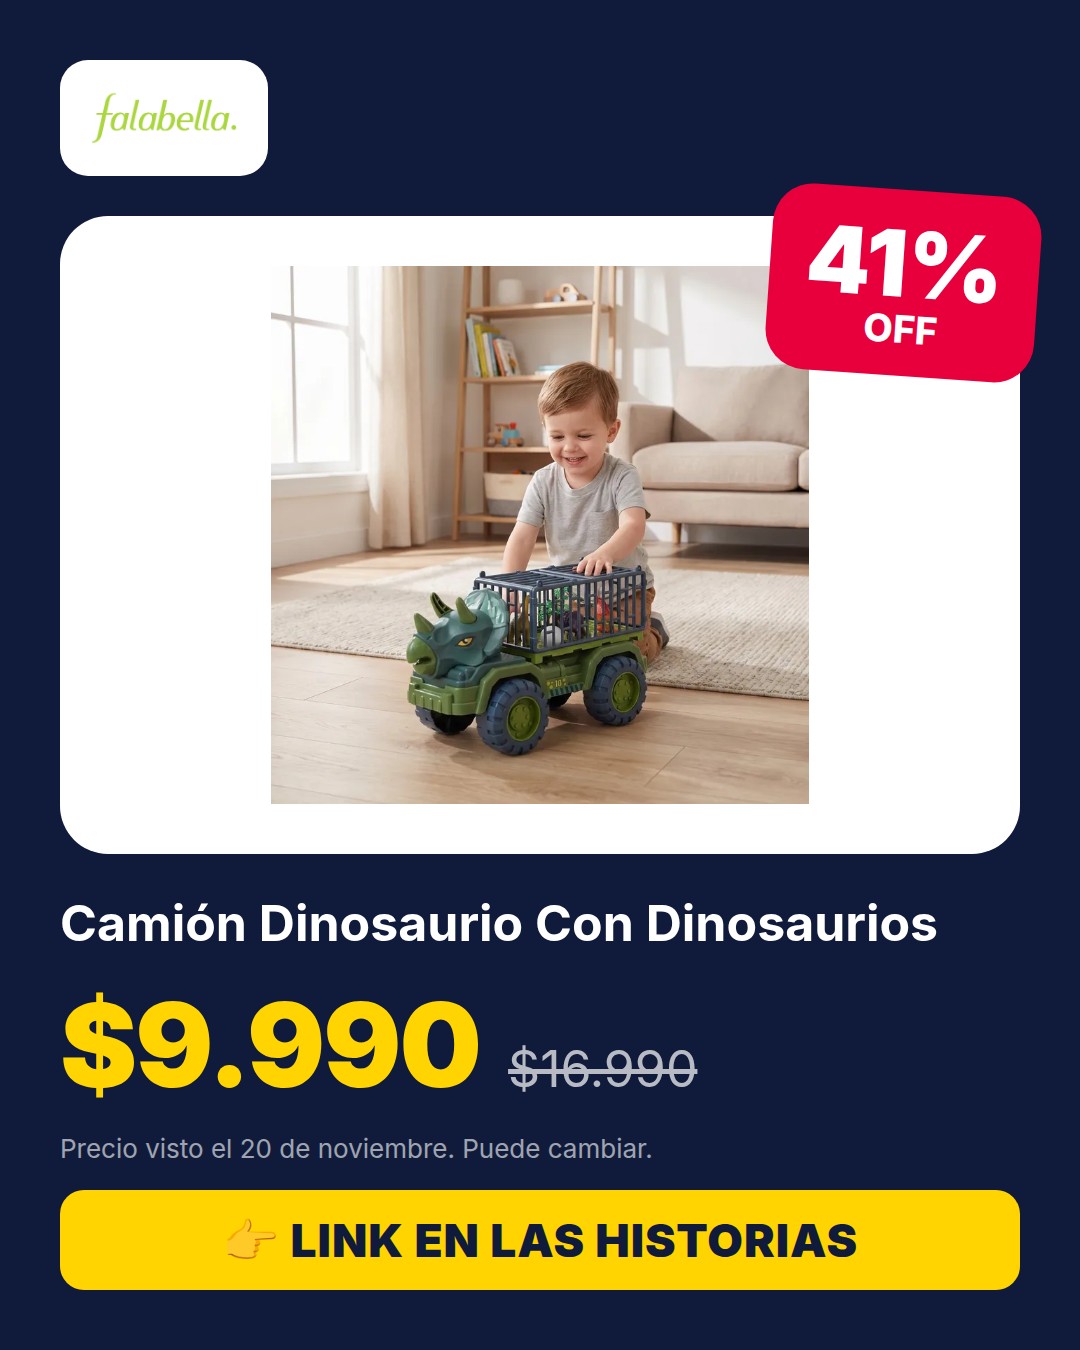 falabella.
41%
OFF
Camión Dinosaurio Con Dinosaurios
$9.990 $16.990
Precio visto el 20 de noviembre. Puede cambiar.
👉 LINK EN LAS HISTORIAS